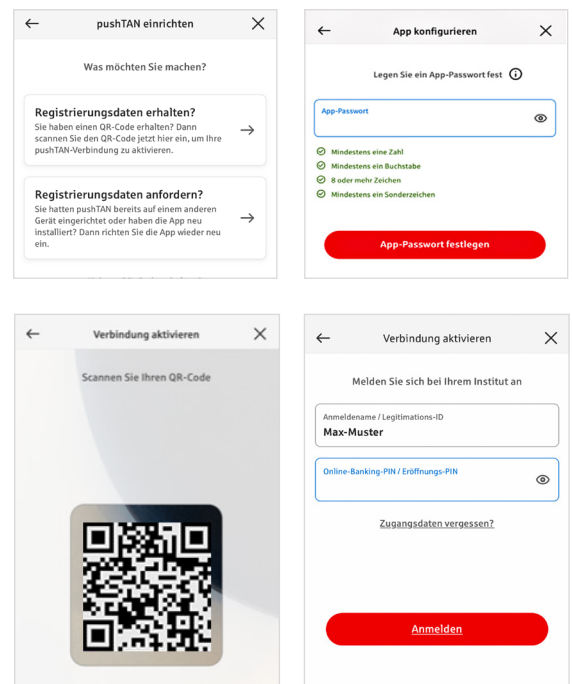 pushTAN einrichten
Was möchten Sie machen?
Registrierungsdaten erhalten?
Sie haben einen QR-Code erhalten? Dann
scannen Sie den QR-Code jetzt hier ein, um Ihre
pushTAN-Verbindung zu aktivieren.
Registrierungsdaten anfordern?
Sie hatten pushTAN bereits auf einem anderen
Gerät eingerichtet oder haben die App neu
installiert? Dann richten Sie die App wieder neu
ein.
App konfigurieren
Legen Sie ein App-Passwort fest
App-Passwort
Mindestens eine Zahl
Mindestens ein Buchstabe
8 oder mehr Zeichen
Mindestens ein Sonderzeichen
App-Passwort festlegen
Verbindung aktivieren
Scannen Sie Ihren QR-Code
Verbindung aktivieren
Melden Sie sich bei Ihrem Institut an
Anmeldename / Legitimations-ID
Max-Muster
Online-Banking-PIN / Eröffnungs-PIN
Zugangsdaten vergessen?
Anmelden